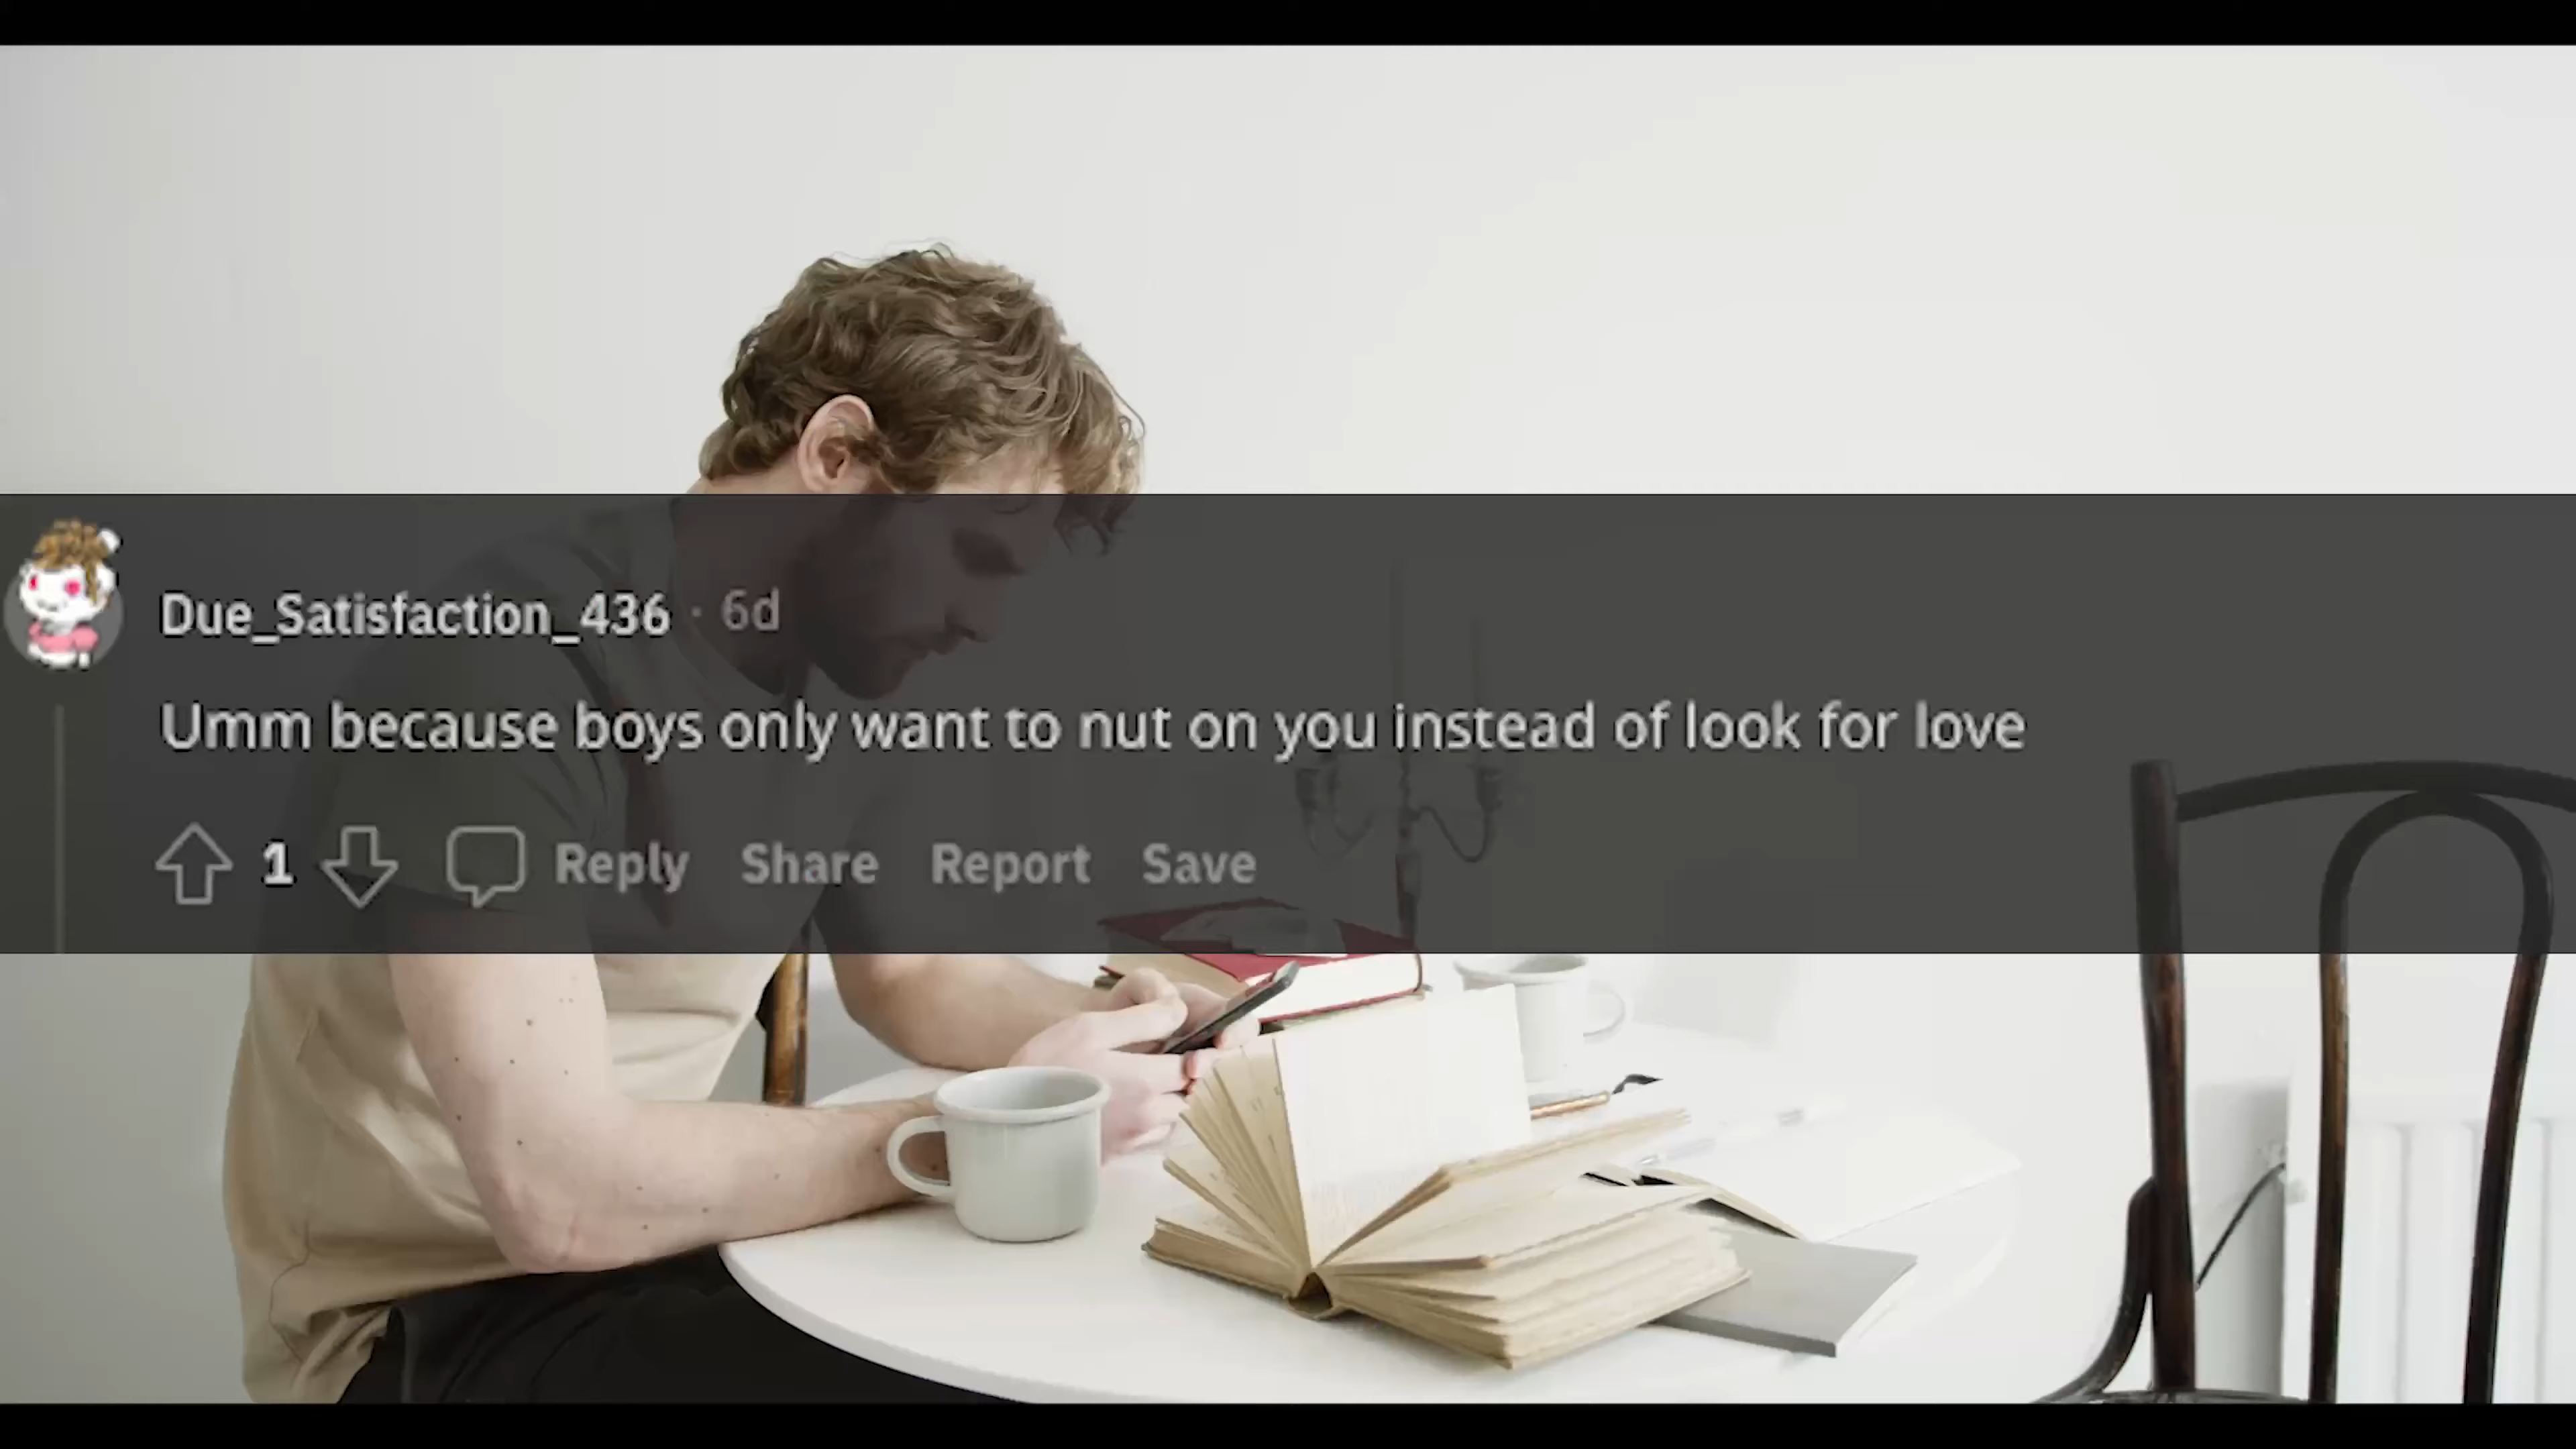 Due_Satisfaction_436 · 6d
Umm because boys only want to nut on you instead of look for love
1 Reply Share Report Save